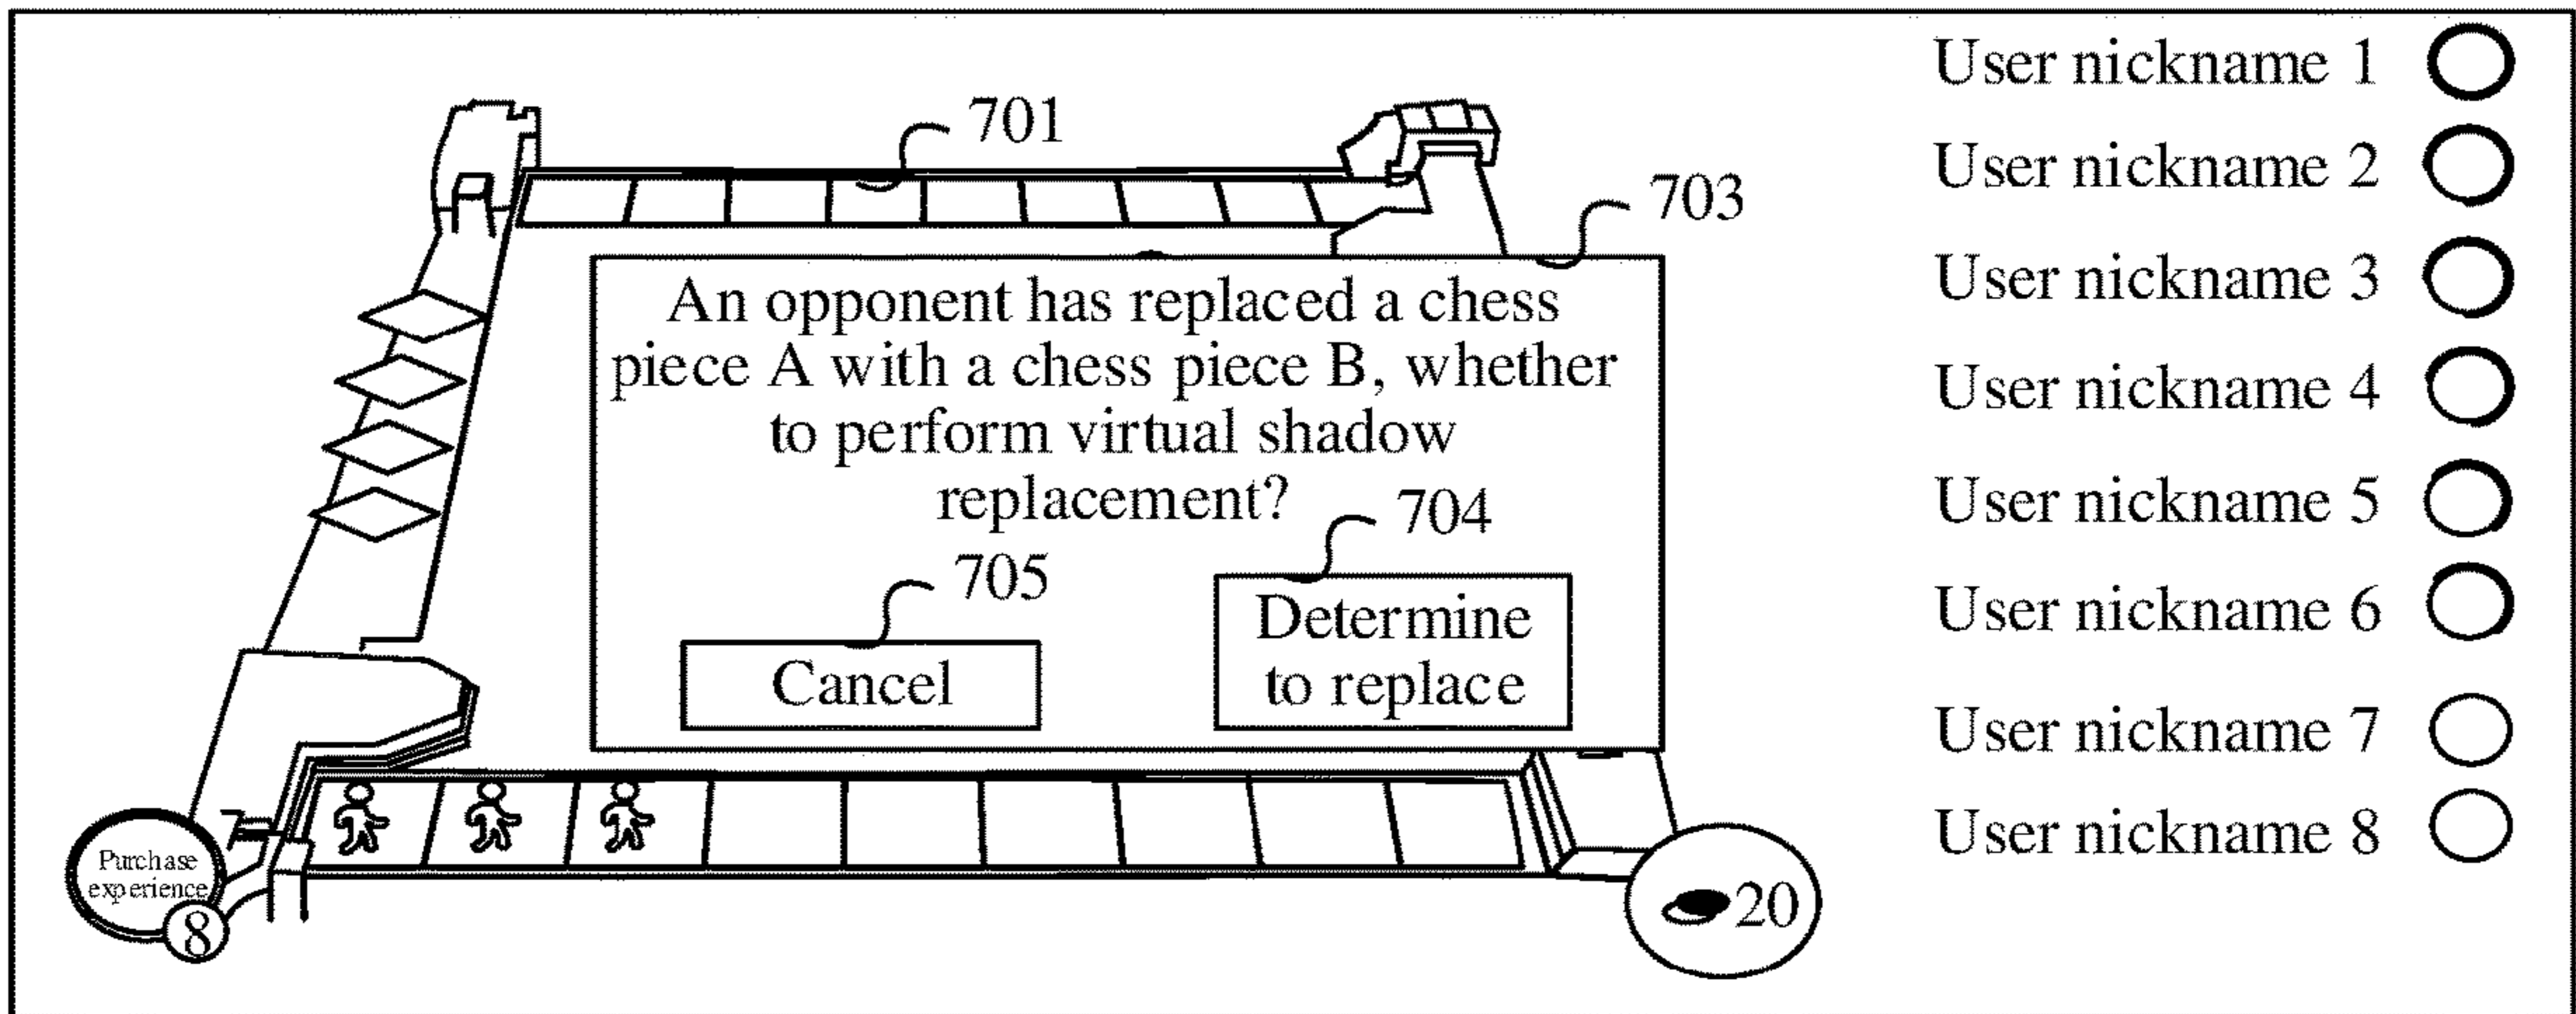 701
703
An opponent has replaced a chess
piece A with a chess piece B, whether
to perform virtual shadow
replacement?
704
705
Determine
to replace
Cancel
Purchase
experience
8
20
User nickname 1
User nickname 2
User nickname 3
User nickname 4
User nickname 5
User nickname 6
User nickname 7
User nickname 8